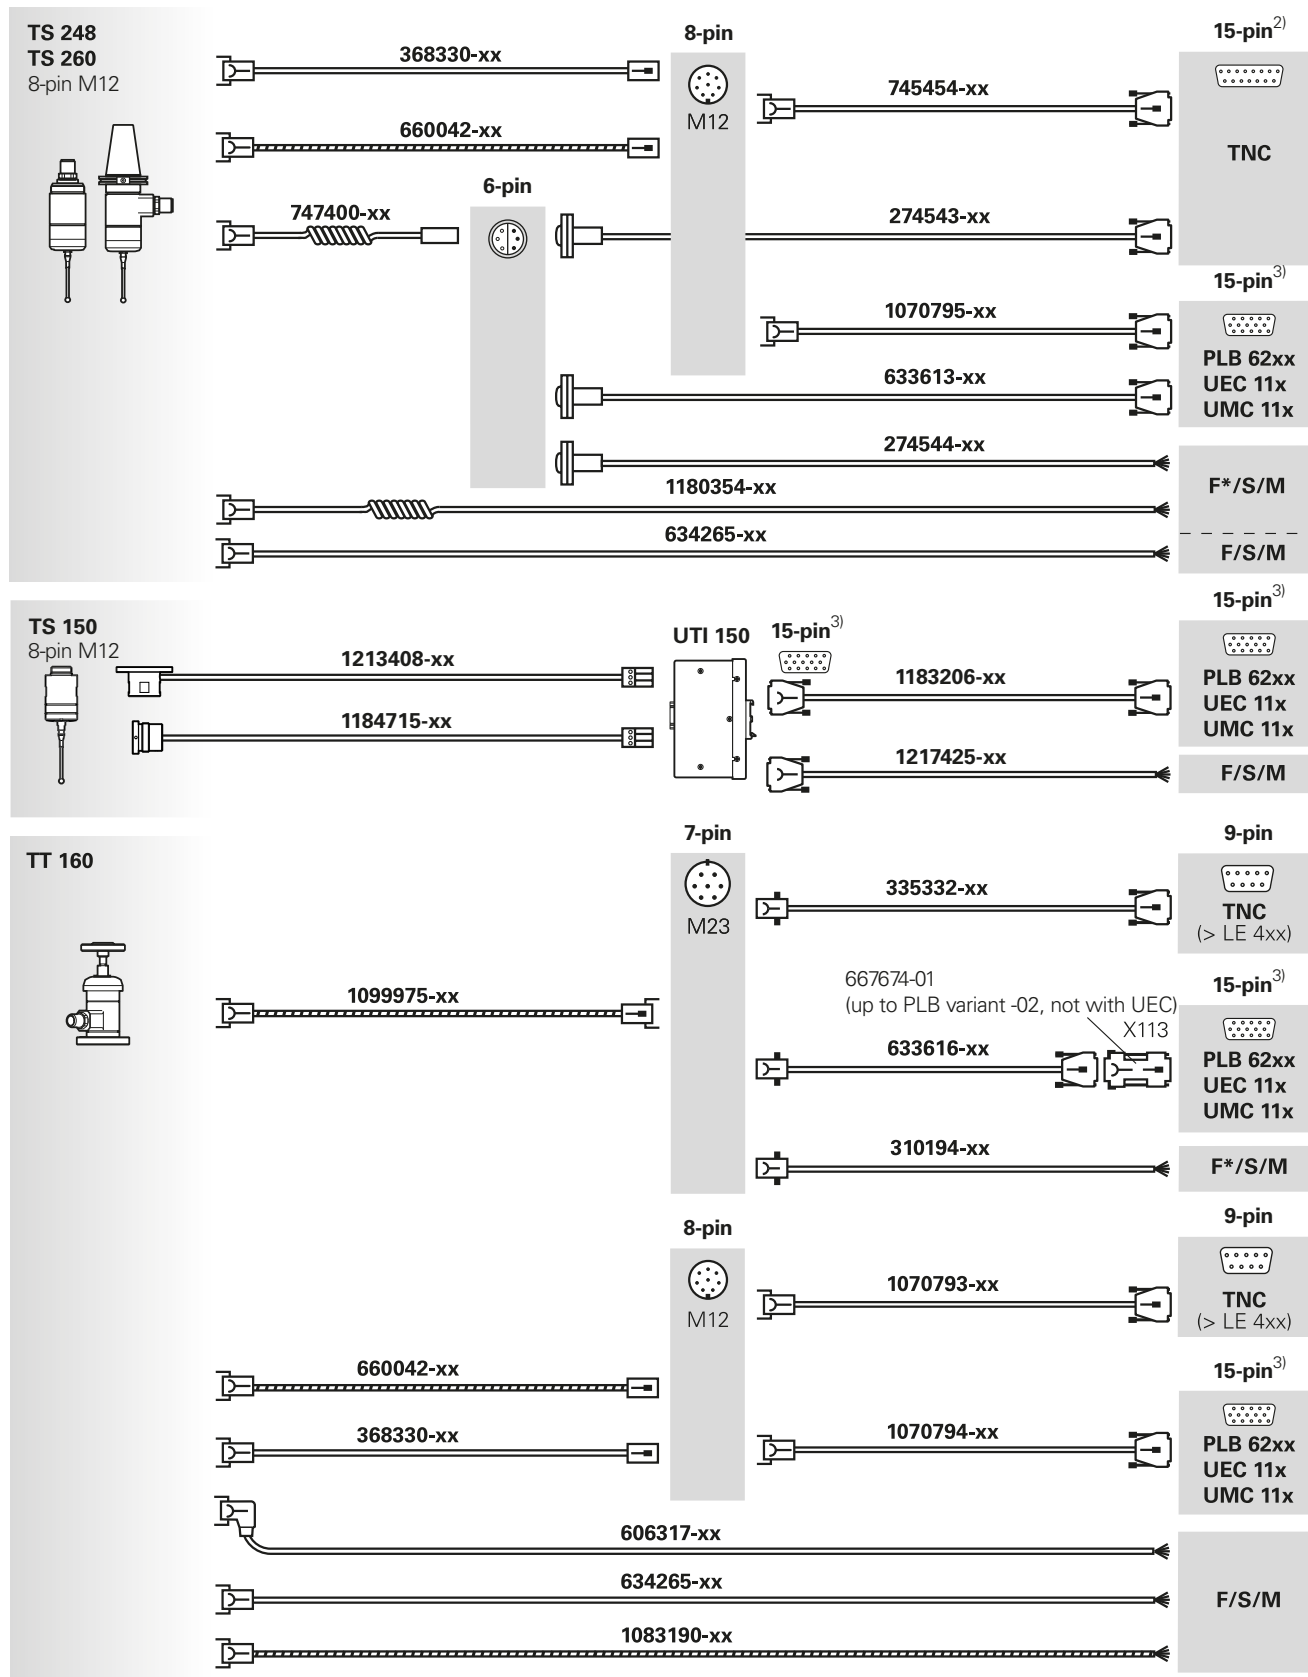 TS 248
TS 260
8-pin M12
368330-xx
8-pin
M12
15-pin2)
745454-xx
TNC
660042-xx
6-pin
747400-xx
274543-xx
15-pin3)
1070795-xx
PLB 62xx
UEC 11x
UMC 11x
633613-xx
274544-xx
F*/S/M
1180354-xx
634265-xx
F/S/M
TS 150
8-pin M12
1213408-xx
1184715-xx
UTI 150
15-pin3)
1183206-xx
15-pin3)
PLB 62xx
UEC 11x
UMC 11x
1217425-xx
F/S/M
TT 160
7-pin
M23
335332-xx
9-pin
TNC
(> LE 4xx)
1099975-xx
667674-01
(up to PLB variant -02, not with UEC)
X113
633616-xx
15-pin3)
PLB 62xx
UEC 11x
UMC 11x
310194-xx
F*/S/M
8-pin
M12
1070793-xx
9-pin
TNC
(> LE 4xx)
660042-xx
368330-xx
1070794-xx
15-pin3)
PLB 62xx
UEC 11x
UMC 11x
606317-xx
634265-xx
F/S/M
1083190-xx